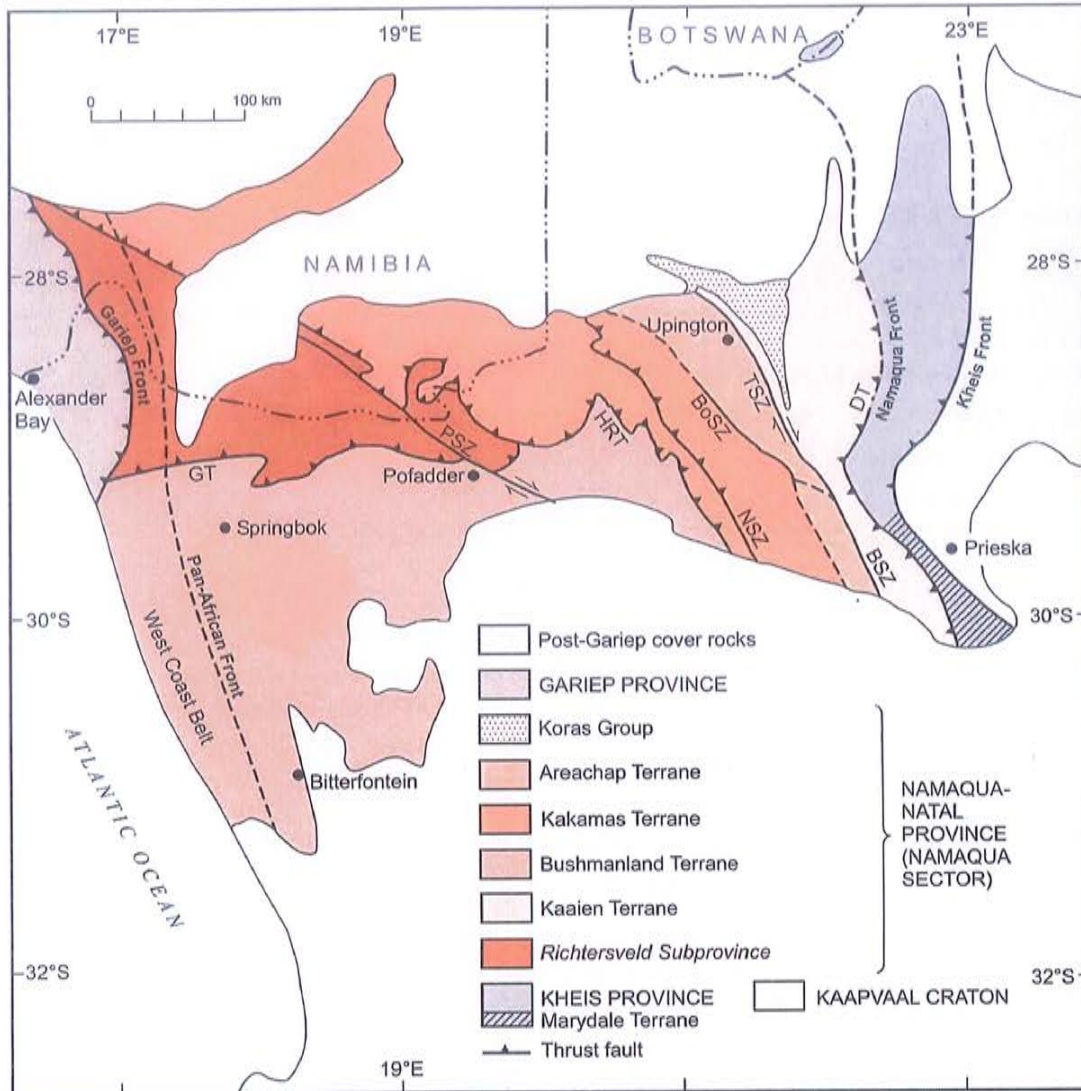 17°E
19°E
BOTSWANA
23°E
0
100 km
28°S
NAMIBIA
28°S
Gariep Front
Upington
Namaqua Front
Kheis Front
Alexander
Bay
TSZ
DT
BoSZ
HRT
PSZ
GT
Pofadder
Springbok
NSZ
BSZ
Prieska
Pan-African Front
30°S
30°S
West Coast Belt
ATLANTIC OCEAN
Bitterfontein
Post-Gariep cover rocks
GARIEP PROVINCE
Koras Group
Areachap Terrane
Kakamas Terrane
Bushmanland Terrane
Kaaien Terrane
Richtersveld Subprovince
NAMAQUA-
NATAL
PROVINCE
(NAMAQUA
SECTOR)
32°S
32°S
KHEIS PROVINCE
Marydale Terrane
KAAPVAAL CRATON
Thrust fault
19°E